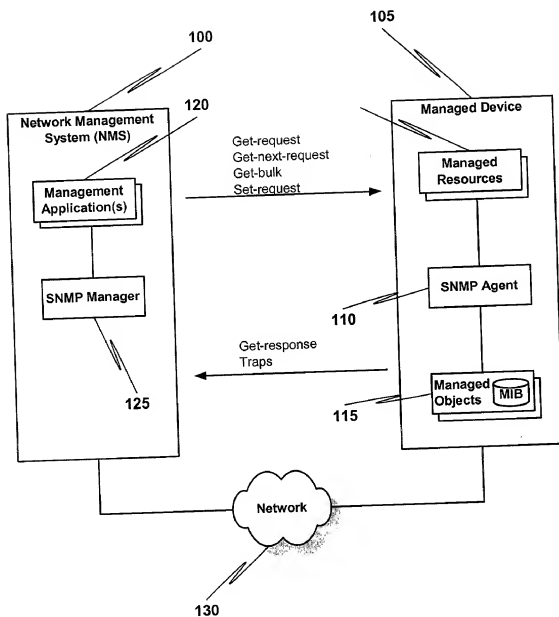 100
105
120
Network Management
System (NMS)
Managed Device
Get-request
Get-next-request
Get-bulk
Set-request
Management
Application(s)
Managed
Resources
SNMP Manager
SNMP Agent
110
Get-response
Traps
125
115
Managed
Objects
MIB
Network
130